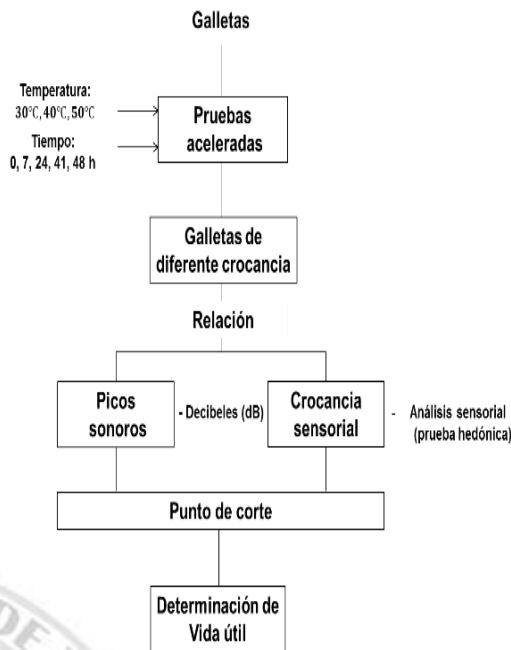 Galletas
Temperatura:
30°C, 40°C, 50°C
Tiempo:
0, 7, 24, 41, 48 h
Pruebas
aceleradas
Galletas de
diferente crocancia
Relación
Picos
sonoros
- Decibeles (dB)
Crocancia
sensorial
- Análisis sensorial
(prueba hedónica)
Punto de corte
Determinación de
Vida útil
DE